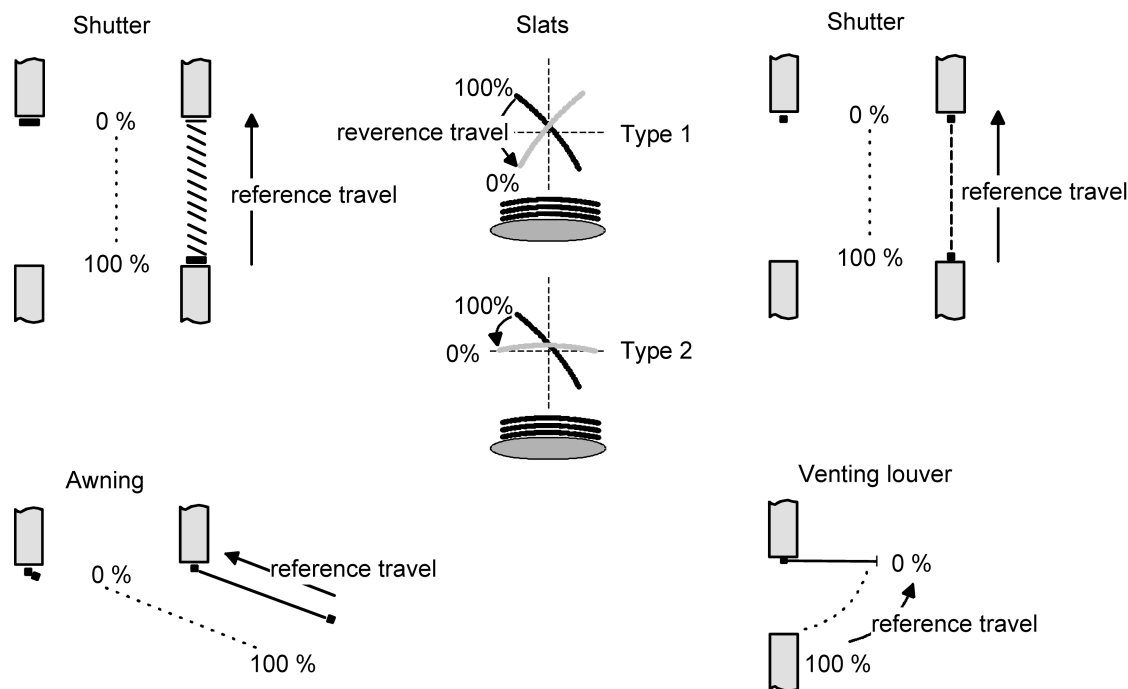 Shutter
0 %
reference travel
100 %
Slats
100%
reverence travel
Type 1
0%
100%
0%
Type 2
Shutter
0 %
reference travel
100 %
Awning
0 %
reference travel
100 %
Venting louver
0 %
reference travel
100 %